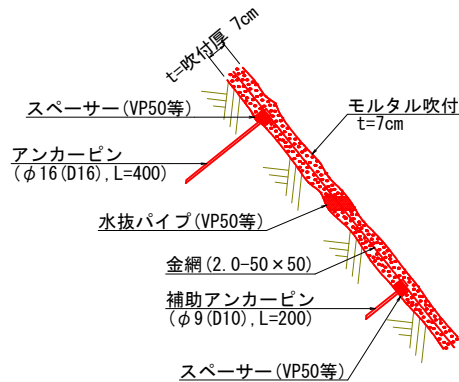 t=吹付厚 7cm
スペーサー(VP50等)
モルタル吹付
t=7cm
アンカーピン
(φ16(D16),L=400)
水抜パイプ(VP50等)
金網(2.0-50×50)
補助アンカーピン
(φ9(D10),L=200)
スペーサー(VP50等)